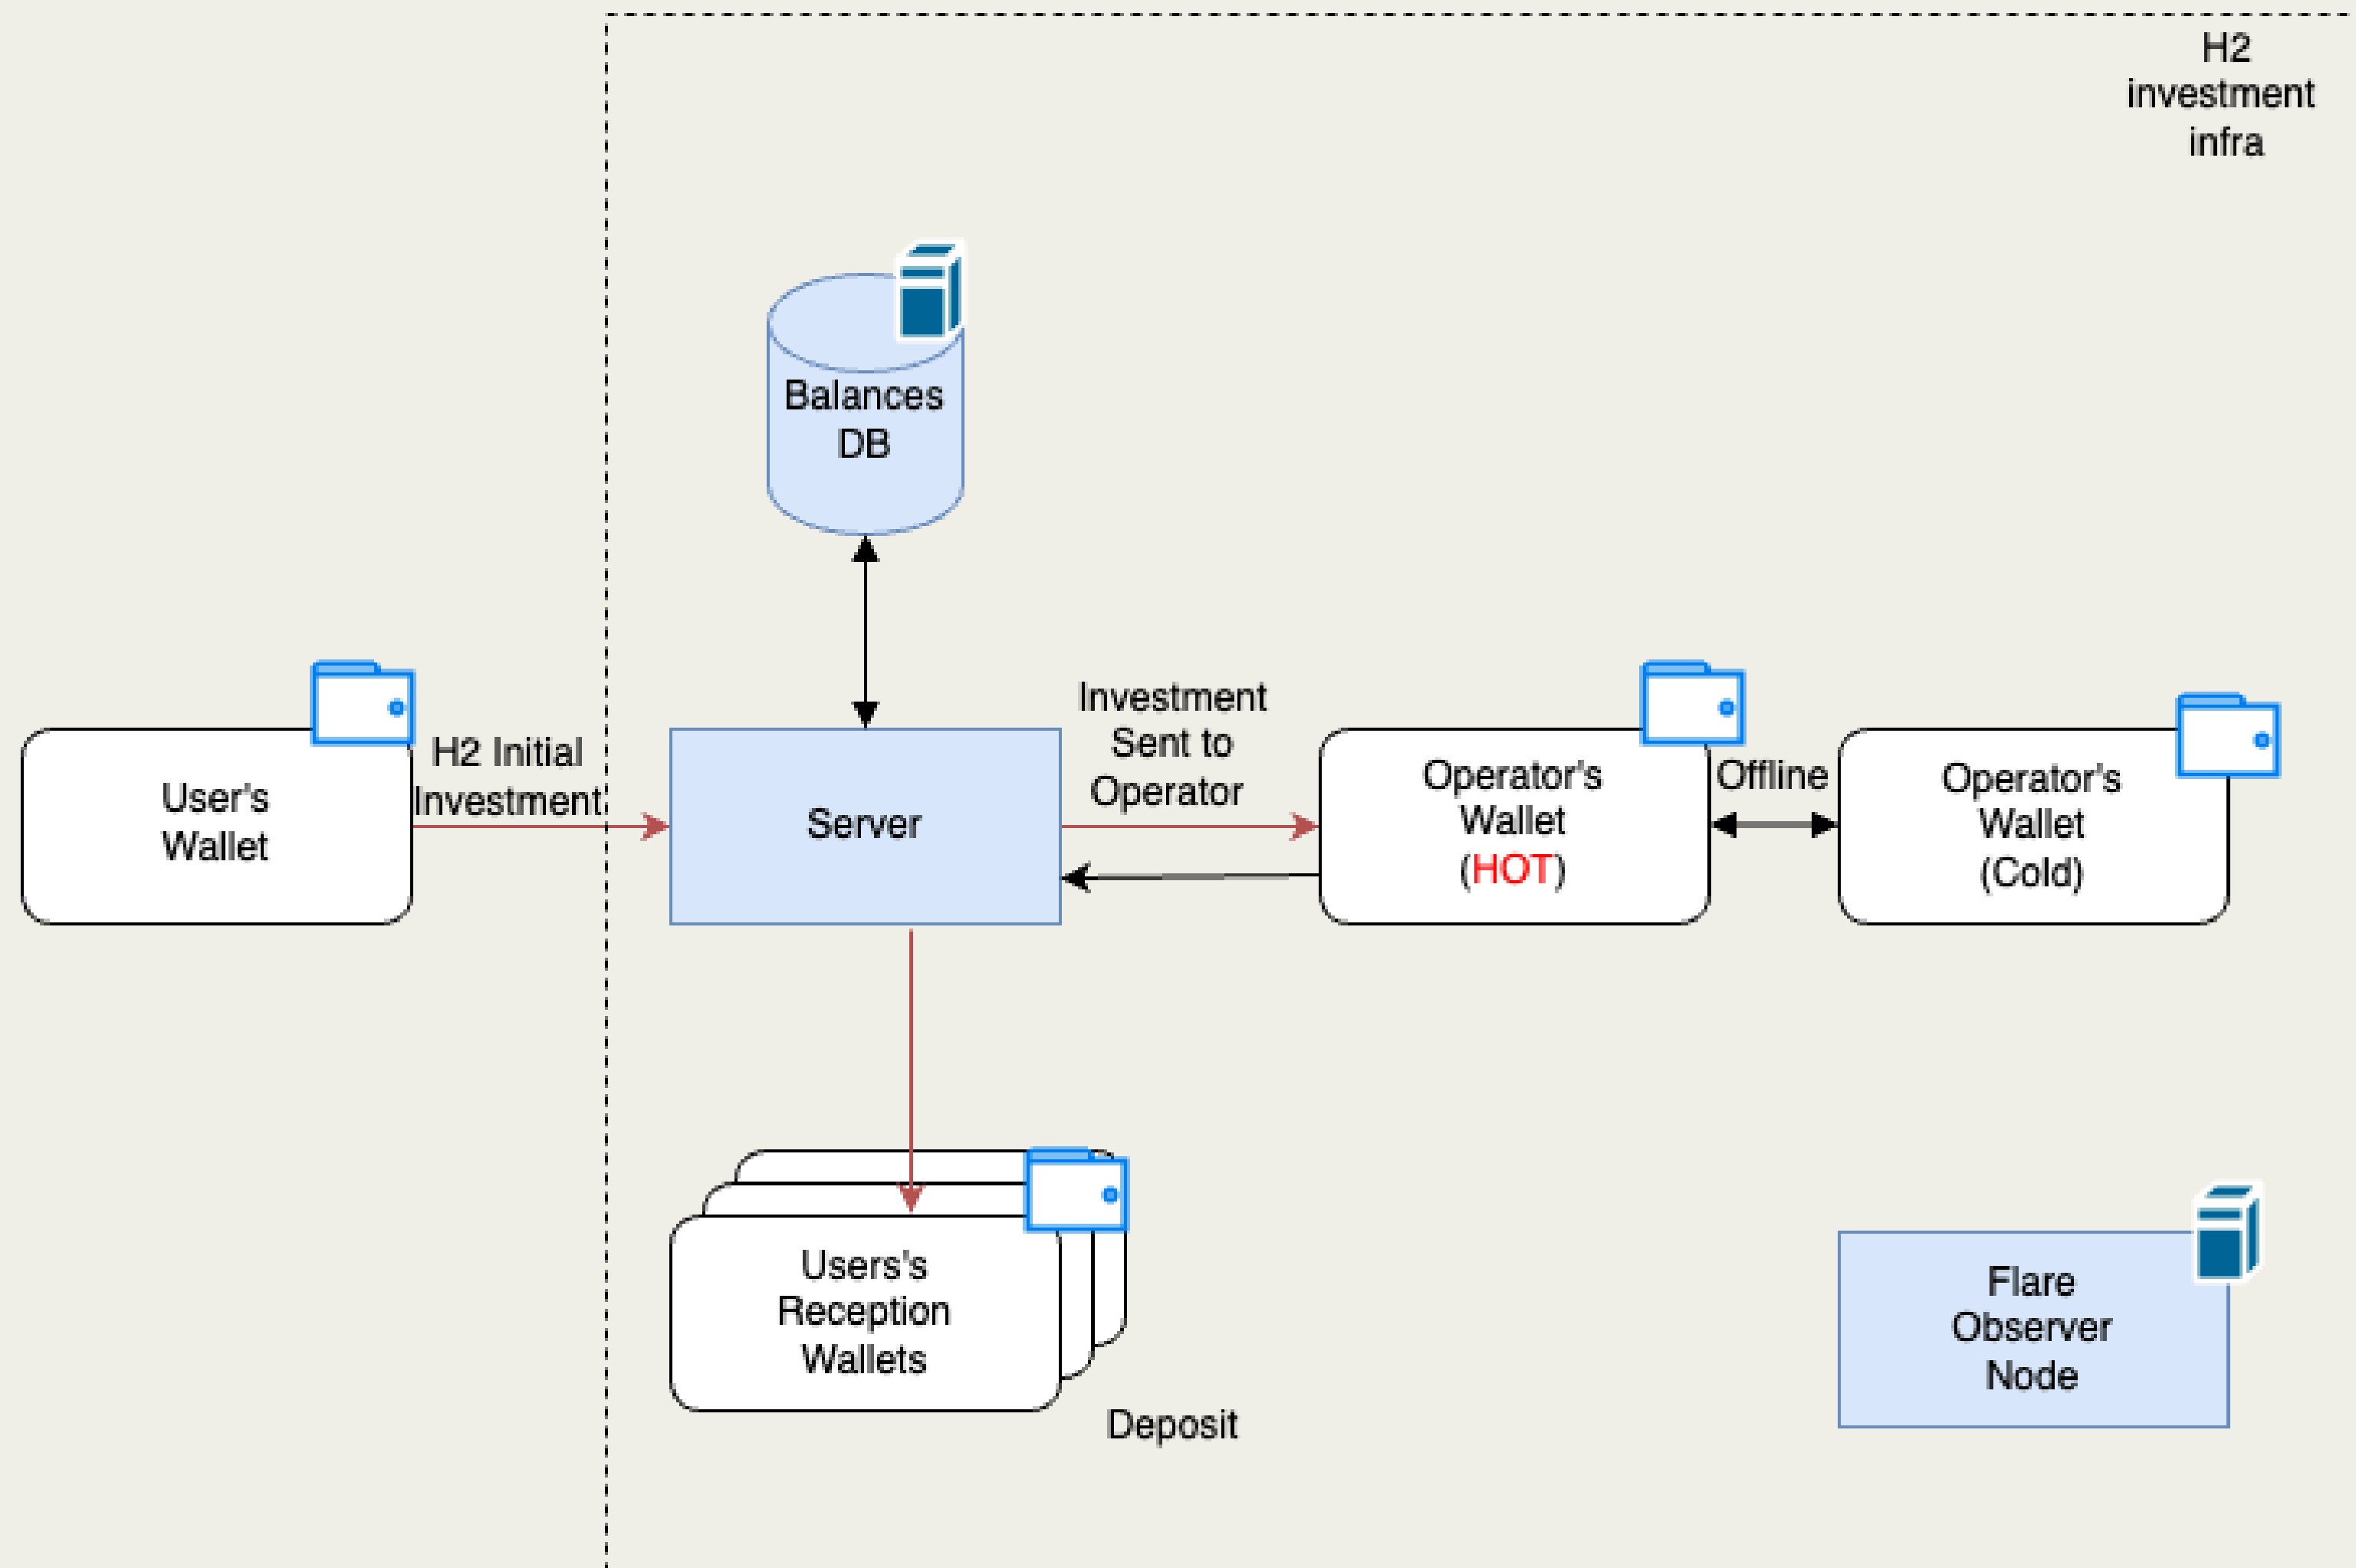 H2
investment
infra
Balances
DB
User's
Wallet
H2 Initial
Investment
Server
Investment
Sent to
Operator
Operator's
Wallet
(HOT)
Offline
Operator's
Wallet
(Cold)
Users's
Reception
Wallets
Deposit
Flare
Observer
Node